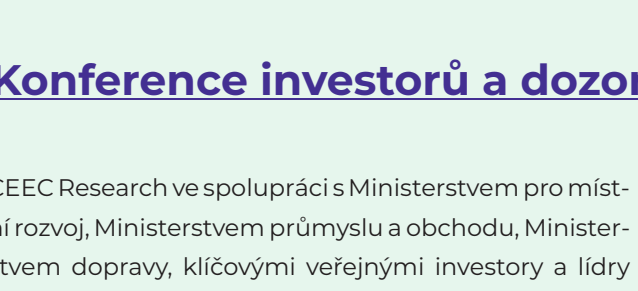 Konference investorů a dozor
CEEC Research ve spolupráci s Ministerstvem pro míst-
ní rozvoj, Ministerstvem průmyslu a obchodu, Minister-
stvem dopravy, klíčovými veřejnými investory a lídry